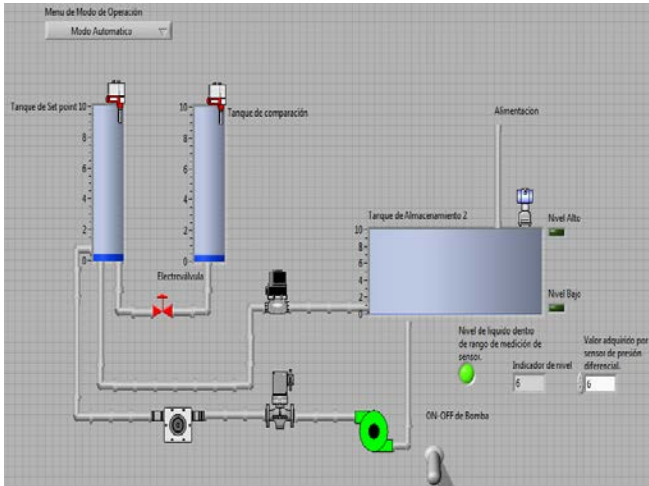 Menu de Modo de Operación
Modo Automatico
Tanque de Set point
10
8
6
4
2
0
10
8
6
4
2
0
Tanque de comparación
Alimentacion
Tanque de Almacenamiento 2
10
8
6
4
2
0
Nivel Alto
Nivel Bajo
Electreválvula
Nivel de liquido dentro
de rango de medición de
sensor.
Indicador de nivel
6
Valor adquirido por
sensor de presión
diferencial.
6
ON-OFF de Bomba